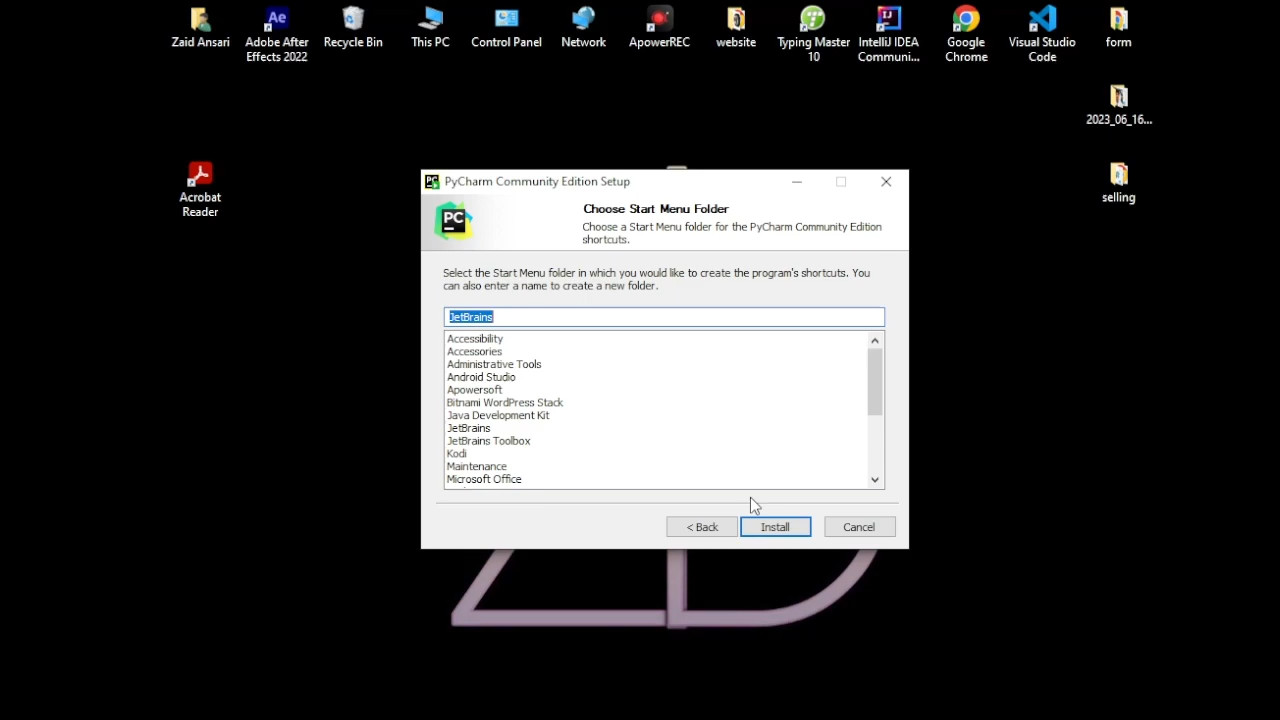 Zaid Ansari
Adobe After
Effects 2022
Recycle Bin
This PC
Control Panel
Network
ApowerREC
website
Typing Master
10
IntelliJ IDEA
Communi...
Google
Chrome
Visual Studio
Code
form
2023_06_16...
Acrobat
Reader
selling
PyCharm Community Edition Setup
Choose Start Menu Folder
Choose a Start Menu folder for the PyCharm Community Edition
shortcuts.
Select the Start Menu folder in which you would like to create the program's shortcuts. You
can also enter a name to create a new folder.
JetBrains
Accessibility
Accessories
Administrative Tools
Android Studio
Apowersoft
Bitnami WordPress Stack
Java Development Kit
JetBrains
JetBrains Toolbox
Kodi
Maintenance
Microsoft Office
< Back
Install
Cancel